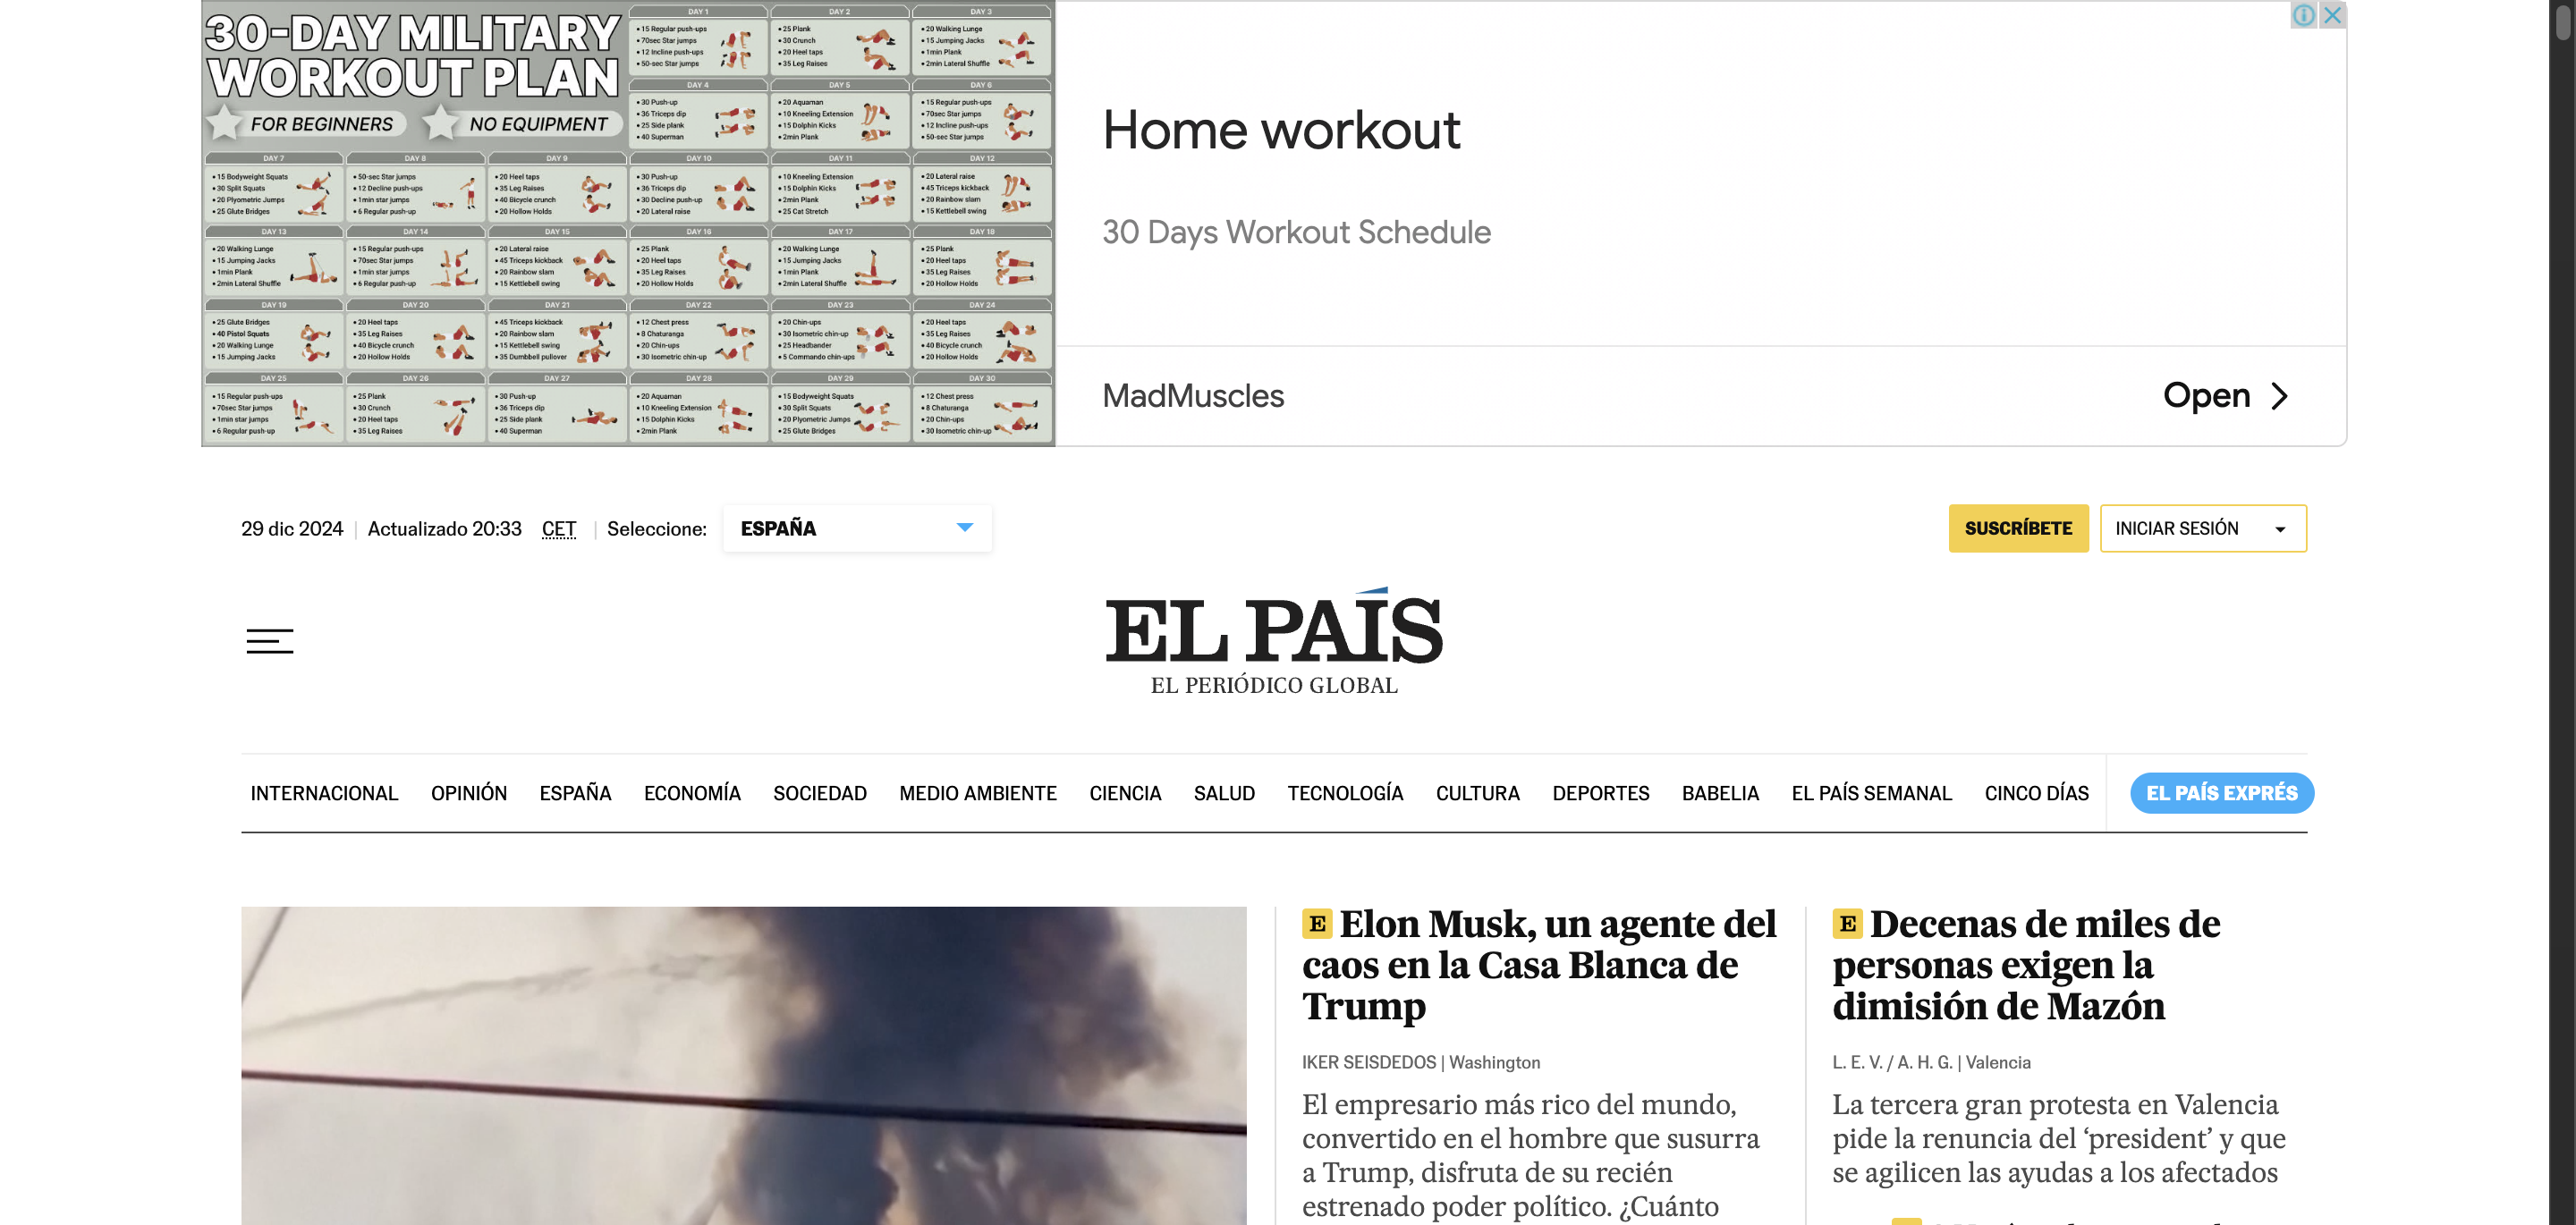 30-DAY MILITARY
WORKOUT PLAN
FOR BEGINNERS
NO EQUIPMENT
DAY 1
• 15 Regular push-ups
• 70sec Star jumps
• 12 Incline push-ups
• 50-sec Star jumps
DAY 2
• 25 Plank
• 30 Crunch
• 20 Heel taps
• 35 Leg Raises
DAY 3
• 20 Walking Lunge
• 15 Jumping Jacks
• 1min Plank
• 2min Lateral Shuffle
DAY 4
• 30 Push-up
• 36 Triceps dip
• 25 Side plank
• 40 Superman
DAY 5
• 20 Aquaman
• 10 Kneeling Extension
• 15 Dolphin Kicks
• 2min Plank
DAY 6
• 15 Regular push-ups
• 70sec Star jumps
• 12 Incline push-ups
• 50-sec Star jumps
DAY 7
• 15 Bodyweight Squats
• 30 Split Squats
• 20 Plyometric Jumps
• 25 Glute Bridges
DAY 8
• 50-sec Star jumps
• 12 Decline push-ups
• 1min star jumps
• 6 Regular push-up
DAY 9
• 20 Heel taps
• 35 Leg Raises
• 40 Bicycle crunch
• 20 Hollow Holds
DAY 10
• 30 Push-up
• 36 Triceps dip
• 30 Decline push-up
• 20 Lateral raise
DAY 11
• 10 Kneeling Extension
• 15 Dolphin Kicks
• 2min Plank
• 25 Cat Stretch
DAY 12
• 20 Lateral raise
• 45 Triceps kickback
• 20 Rainbow slam
• 15 Kettlebell swing
DAY 13
• 20 Walking Lunge
• 15 Jumping Jacks
• 1min Plank
• 2min Lateral Shuffle
DAY 14
• 15 Regular push-ups
• 70sec Star jumps
• 1min star jumps
• 6 Regular push-up
DAY 15
• 20 Lateral raise
• 45 Triceps kickback
• 20 Rainbow slam
• 15 Kettlebell swing
DAY 16
• 25 Plank
• 20 Heel taps
• 35 Leg Raises
• 20 Hollow Holds
DAY 17
• 20 Walking Lunge
• 15 Jumping Jacks
• 1min Plank
• 2min Lateral Shuffle
DAY 18
• 25 Plank
• 20 Heel taps
• 35 Leg Raises
• 20 Hollow Holds
DAY 19
• 25 Glute Bridges
• 40 Pistol Squats
• 20 Walking Lunge
• 15 Jumping Jacks
DAY 20
• 20 Heel taps
• 35 Leg Raises
• 40 Bicycle crunch
• 20 Hollow Holds
DAY 21
• 45 Triceps kickback
• 20 Rainbow slam
• 15 Kettlebell swing
• 35 Dumbbell pullover
DAY 22
• 12 Chest press
• 8 Chaturanga
• 20 Chin-ups
• 30 Isometric chin-up
DAY 23
• 20 Chin-ups
• 30 Isometric chin-up
• 25 Headbander
• 5 Commando chin-ups
DAY 24
• 20 Heel taps
• 35 Leg Raises
• 40 Bicycle crunch
• 20 Hollow Holds
DAY 25
• 15 Regular push-ups
• 70sec Star jumps
• 1min star jumps
• 6 Regular push-up
DAY 26
• 25 Plank
• 30 Crunch
• 20 Heel taps
• 35 Leg Raises
DAY 27
• 30 Push-up
• 36 Triceps dip
• 25 Side plank
• 40 Superman
DAY 28
• 20 Aquaman
• 10 Kneeling Extension
• 15 Dolphin Kicks
• 2min Plank
DAY 29
• 15 Bodyweight Squats
• 30 Split Squats
• 20 Plyometric Jumps
• 25 Glute Bridges
DAY 30
• 12 Chest press
• 8 Chaturanga
• 20 Chin-ups
• 30 Isometric chin-up
Home workout
30 Days Workout Schedule
MadMuscles
Open
29 dic 2024 | Actualizado 20:33 CET | Seleccione: ESPAÑA
SUSCRÍBETE
INICIAR SESIÓN
EL PAÍS
EL PERIÓDICO GLOBAL
INTERNACIONAL OPINIÓN ESPAÑA ECONOMÍA SOCIEDAD MEDIO AMBIENTE CIENCIA SALUD TECNOLOGÍA CULTURA DEPORTES BABELIA EL PAÍS SEMANAL CINCO DÍAS EL PAÍS EXPRÉS
E Elon Musk, un agente del
caos en la Casa Blanca de
Trump
IKER SEISDEDOS | Washington
El empresario más rico del mundo,
convertido en el hombre que susurra
a Trump, disfruta de su recién
estrenado poder político. ¿Cuánto
E Decenas de miles de
personas exigen la
dimisión de Mazón
L. E. V. / A. H. G. | Valencia
La tercera gran protesta en Valencia
pide la renuncia del ‘president’ y que
se agilicen las ayudas a los afectados